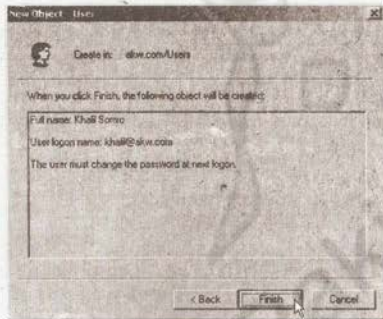 New Object - User
Create in: akw.com/Users
When you click Finish, the following object will be created:
Full name: Khalil Somro
User logon name: khalil@akw.com
The user must change the password at next logon.
< Back
Finish
Cancel